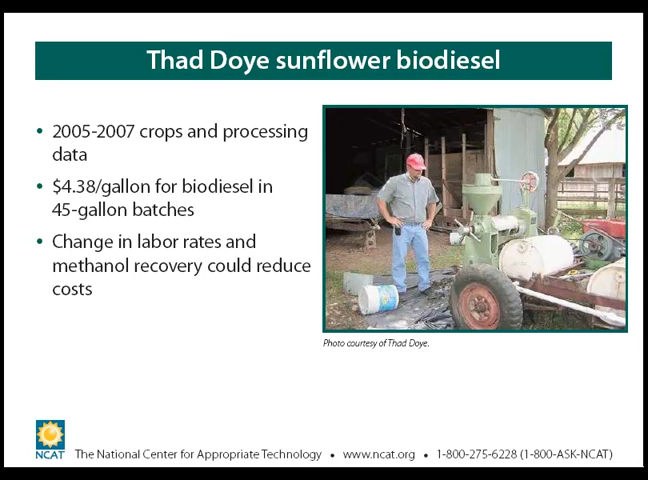 Thad Doye sunflower biodiesel
• 2005-2007 crops and processing
data
• $4.38/gallon for biodiesel in
45-gallon batches
• Change in labor rates and
methanol recovery could reduce
costs
Photo courtesy of Thad Doye.
NCAT
The National Center for Appropriate Technology • www.ncat.org • 1-800-275-6228 (1-800-ASK-NCAT)